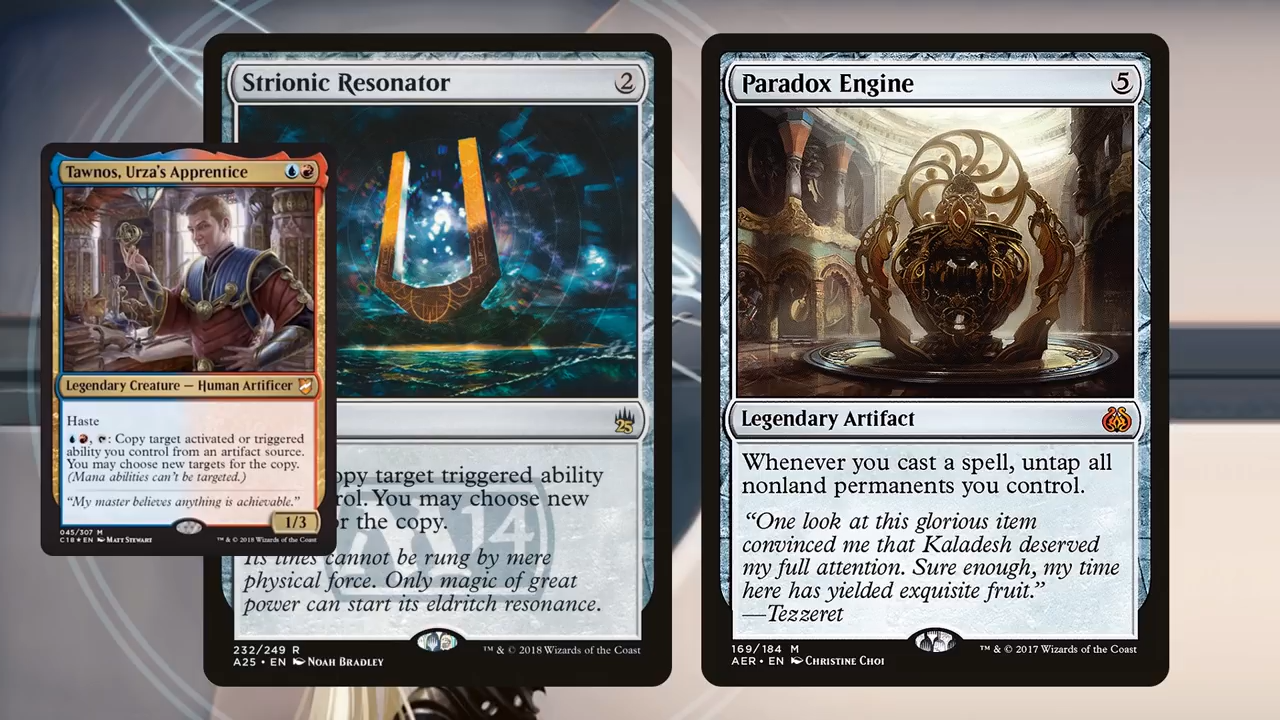 Tawnos, Urza's Apprentice
Legendary Creature — Human Artificer
Haste
: Copy target activated or triggered
ability you control from an artifact source.
You may choose new targets for the copy.
(Mana abilities can't be targeted.)
"My master believes anything is achievable."
1/3
045/307 M
C18 ★ EN Matt Stewart
™ & © 2018 Wizards of the Coast
Strionic Resonator 2
25
opy target triggered ability
rol. You may choose new
or the copy.
Its tines cannot be rung by mere
physical force. Only magic of great
power can start its eldritch resonance.
232/249 R
A25 • EN Noah Bradley
™ & © 2018 Wizards of the Coast
Paradox Engine 5
Legendary Artifact
Whenever you cast a spell, untap all
nonland permanents you control.
"One look at this glorious item
convinced me that Kaladesh deserved
my full attention. Sure enough, my time
here has yielded exquisite fruit."
—Tezzeret
169/184 M
AER • EN Christine Choi
™ & © 2017 Wizards of the Coast